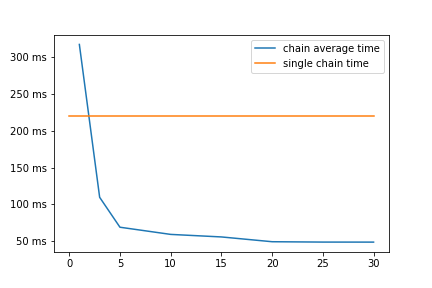 chain average time
single chain time
300 ms
250 ms
200 ms
150 ms
100 ms
50 ms
0 5 10 15 20 25 30